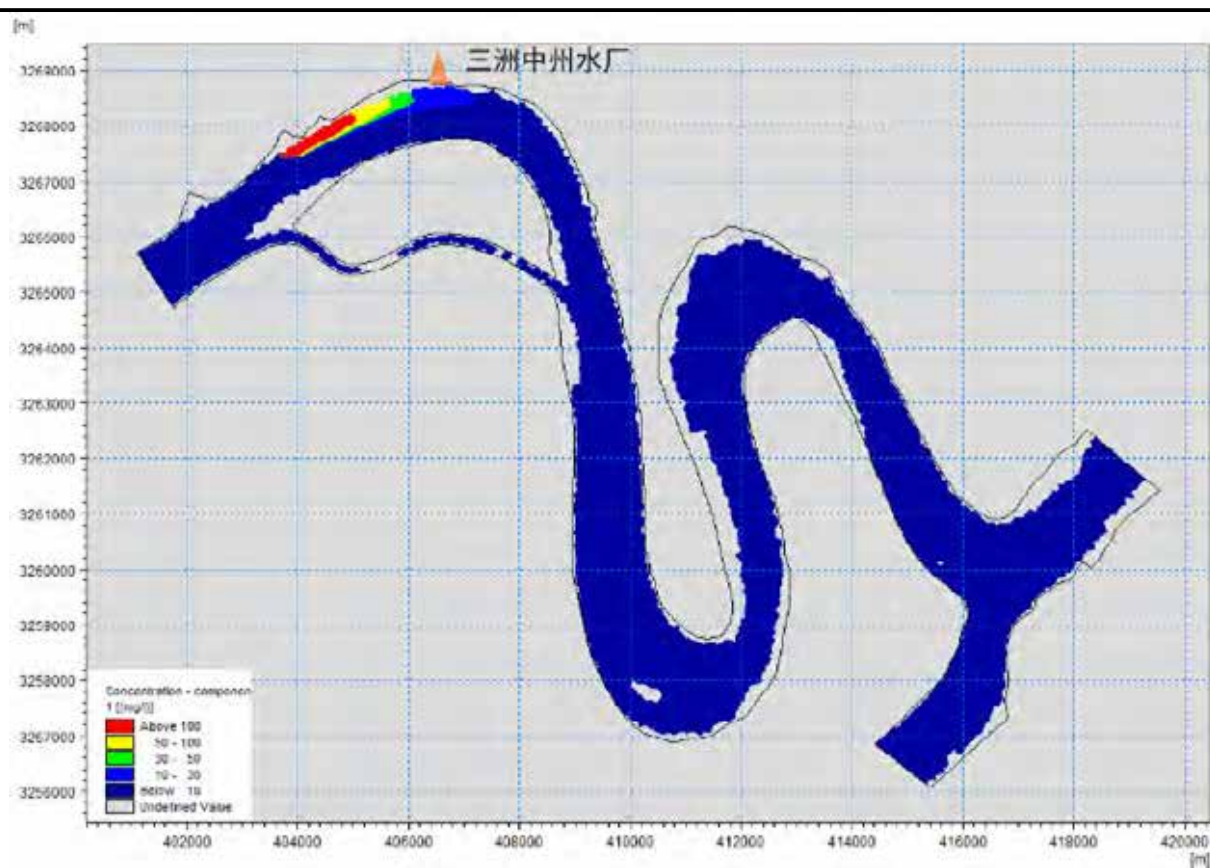 [m]
三洲中州水厂
3269000
3268000
3267000
3266000
3265000
3264000
3263000
3262000
3261000
3260000
3259000
3258000
3257000
3256000
Concentration - componen
1 [(mg/l)]
Above 100
50 - 100
30 - 50
10 - 30
Below 10
Undefined Value
402000 404000 406000 408000 410000 412000 414000 416000 418000 420000
[m]